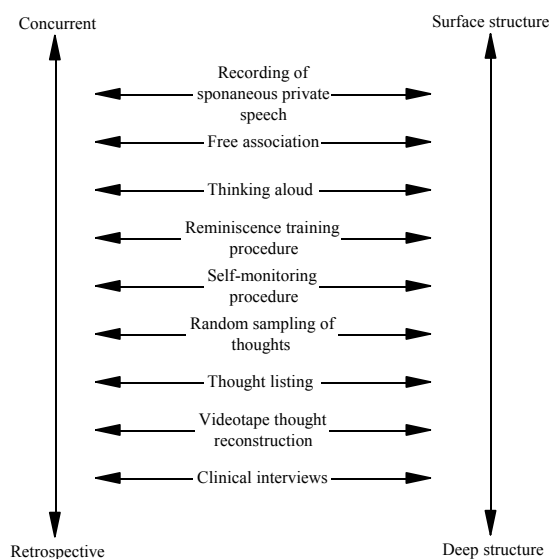 Concurrent
Surface structure
Recording of
sponaneous private
speech
Free association
Thinking aloud
Reminiscence training
procedure
Self-monitoring
procedure
Random sampling of
thoughts
Thought listing
Videotape thought
reconstruction
Clinical interviews
Retrospective
Deep structure